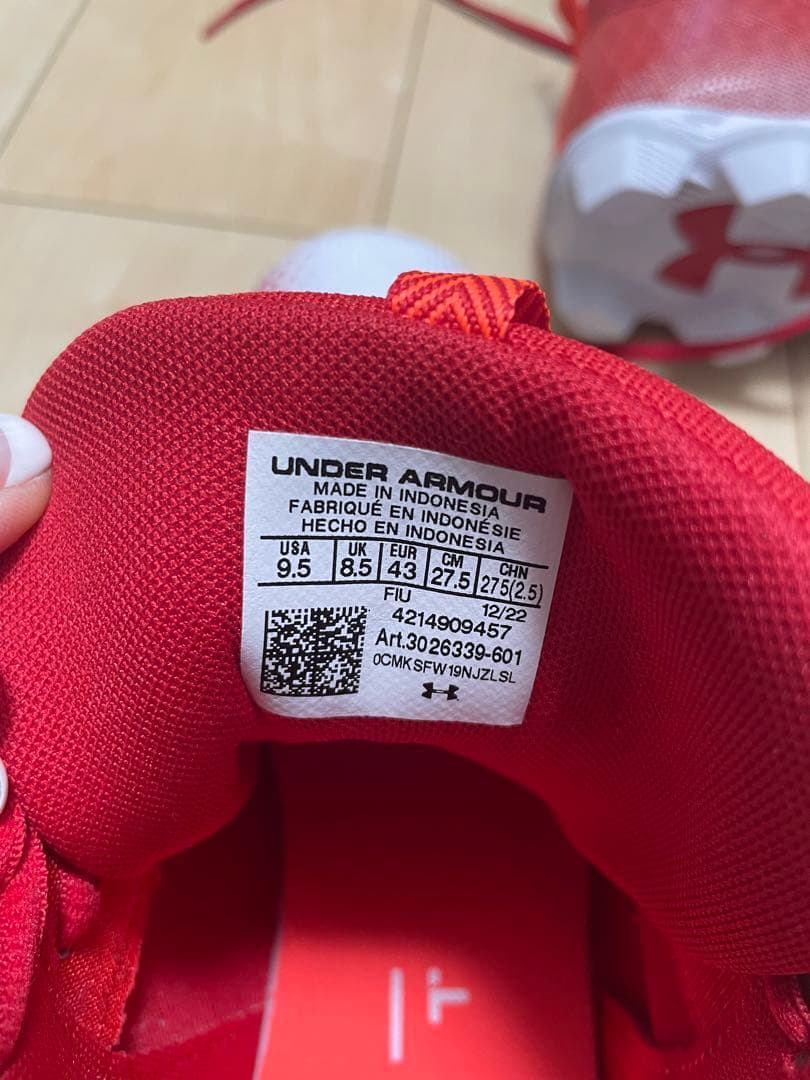 UNDER ARMOUR
MADE IN INDONESIA
FABRIQUÉ EN INDONÉSIE
HECHO EN INDONESIA
USA UK EUR CM CHN
9.5 8.5 43 27.5 275(2.5)
FIU 12/22
4214909457
Art.3026339-601
0CMKSFW19NJZLSL